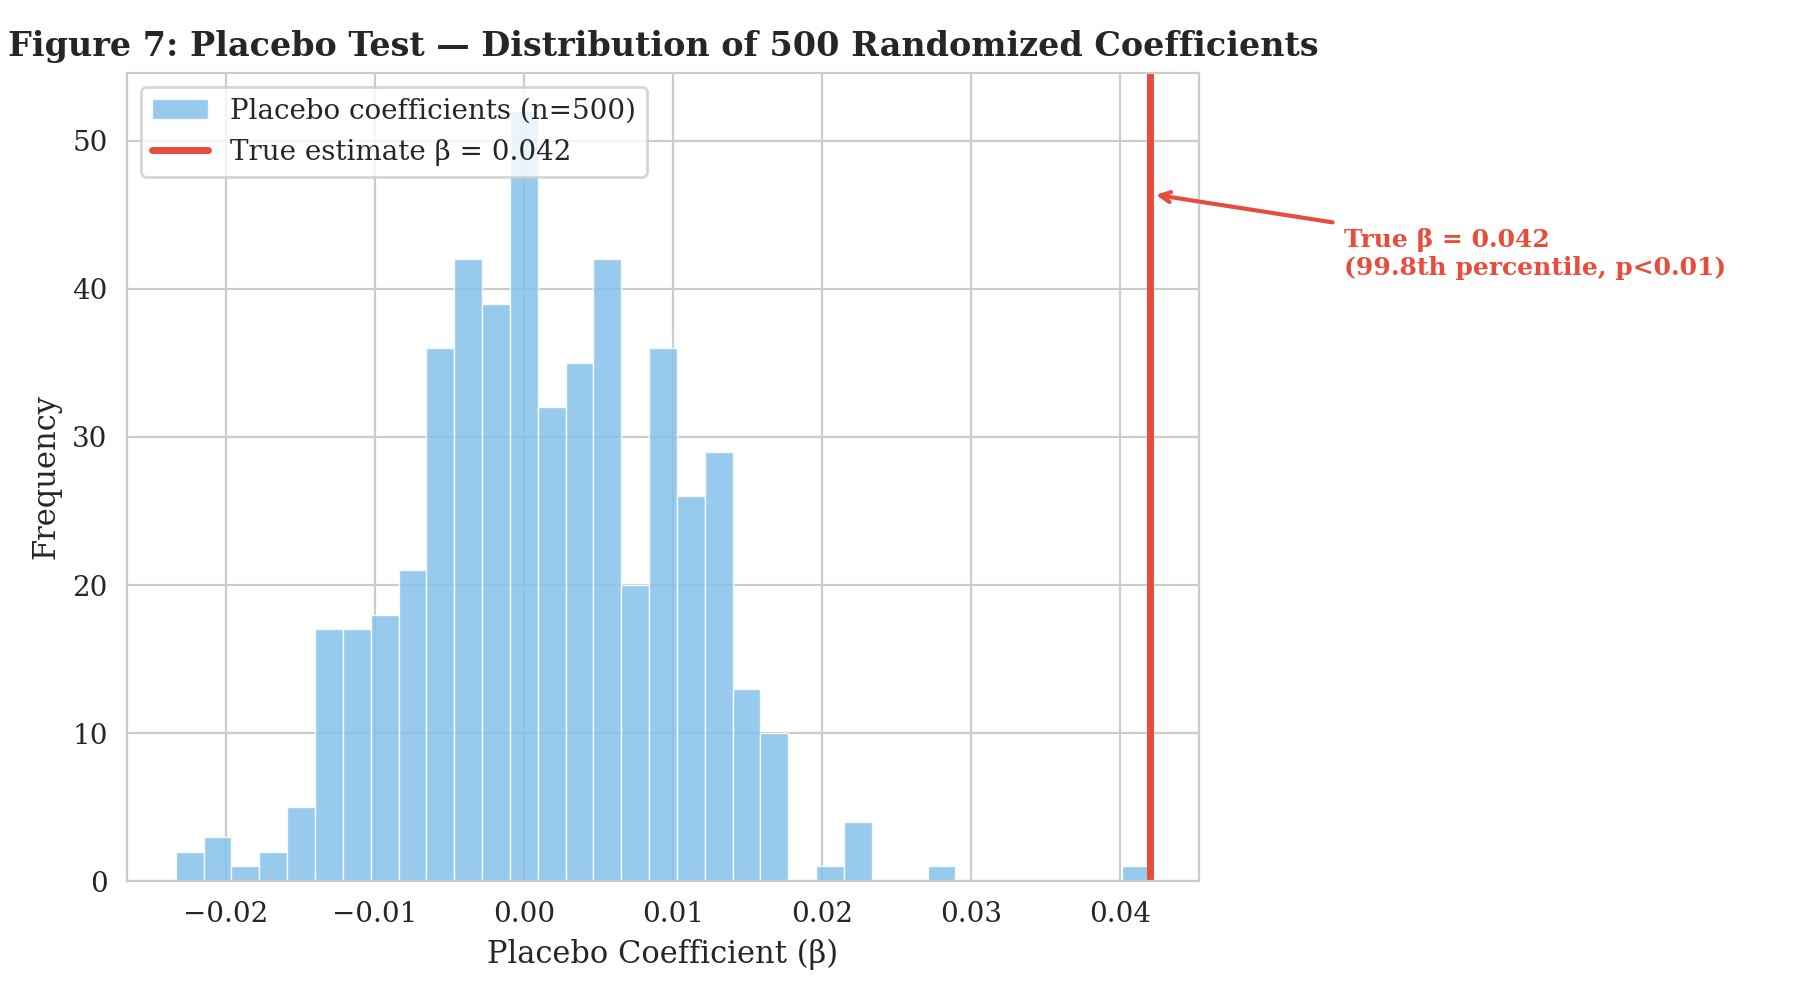 Figure 7: Placebo Test — Distribution of 500 Randomized Coefficients
Placebo coefficients (n=500)
True estimate β = 0.042
True β = 0.042
(99.8th percentile, p<0.01)
Frequency
50
40
30
20
10
0
−0.02
−0.01
0.00
0.01
0.02
0.03
0.04
Placebo Coefficient (β)